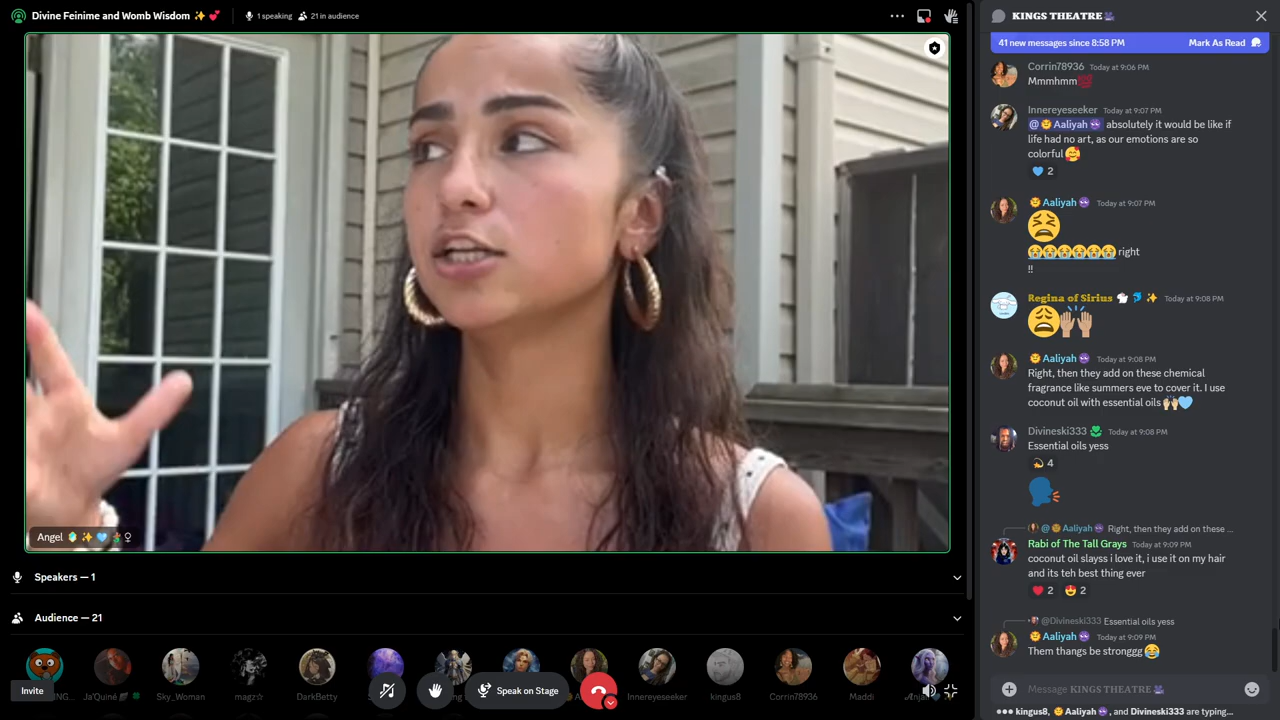 Divine Feinime and Womb Wisdom ✨ 💕
1 speaking
21 in audience
Angel
Speakers — 1
Audience — 21
Ja'Quine
Sky_Woman
magz☆
DarkBetty
Innereyeseeker
kingus8
Corrin78936
Maddi
Invite
Speak on Stage
KINGS THEATRE
41 new messages since 8:58 PM
Mark As Read
Corrin78936 Today at 9:06 PM
Mmmhmm💯
Innereyeseeker Today at 9:07 PM
@🌞Aaliyah absolutely it would be like if
life had no art, as our emotions are so
colorful 🥰
💙 2
Aaliyah Today at 9:07 PM
😫
😭😭😭😭😭😭 right
!!
Regina of Sirius Today at 9:08 PM
😩🙌🏽
Aaliyah Today at 9:08 PM
Right, then they add on these chemical
fragrance like summers eve to cover it. I use
coconut oil with essential oils 🙌🏼💙
Divineski333 Today at 9:08 PM
Essential oils yess
4
@ Aaliyah Right, then they add on these ...
Rabi of The Tall Grays Today at 9:09 PM
coconut oil slayss i love it, i use it on my hair
and its teh best thing ever
❤️ 2 😍 2
@Divineski333 Essential oils yess
Aaliyah Today at 9:09 PM
Them thangs be stronggg 😂
Message KINGS THEATRE
kingus8, Aaliyah, and Divineski333 are typing...